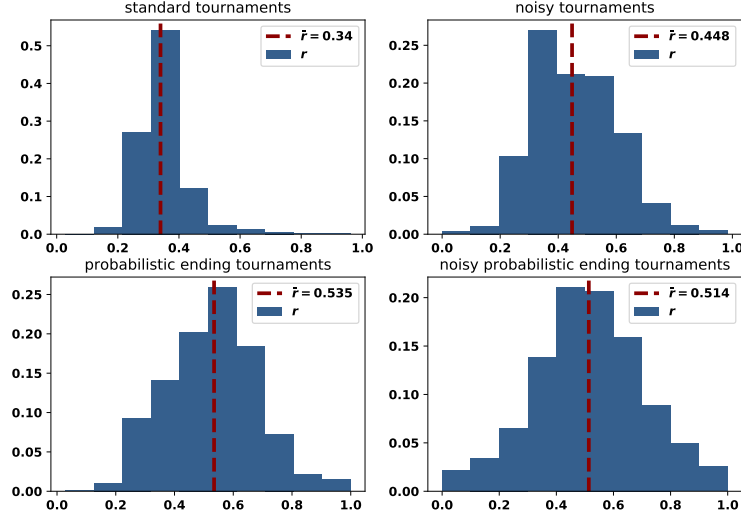 standard tournaments
r̄ = 0.34
r
0.5
0.4
0.3
0.2
0.1
0.0
0.0 0.2 0.4 0.6 0.8 1.0
noisy tournaments
r̄ = 0.448
r
0.25
0.20
0.15
0.10
0.05
0.00
0.0 0.2 0.4 0.6 0.8 1.0
probabilistic ending tournaments
r̄ = 0.535
r
0.25
0.20
0.15
0.10
0.05
0.00
0.0 0.2 0.4 0.6 0.8 1.0
noisy probabilistic ending tournaments
r̄ = 0.514
r
0.20
0.15
0.10
0.05
0.00
0.0 0.2 0.4 0.6 0.8 1.0